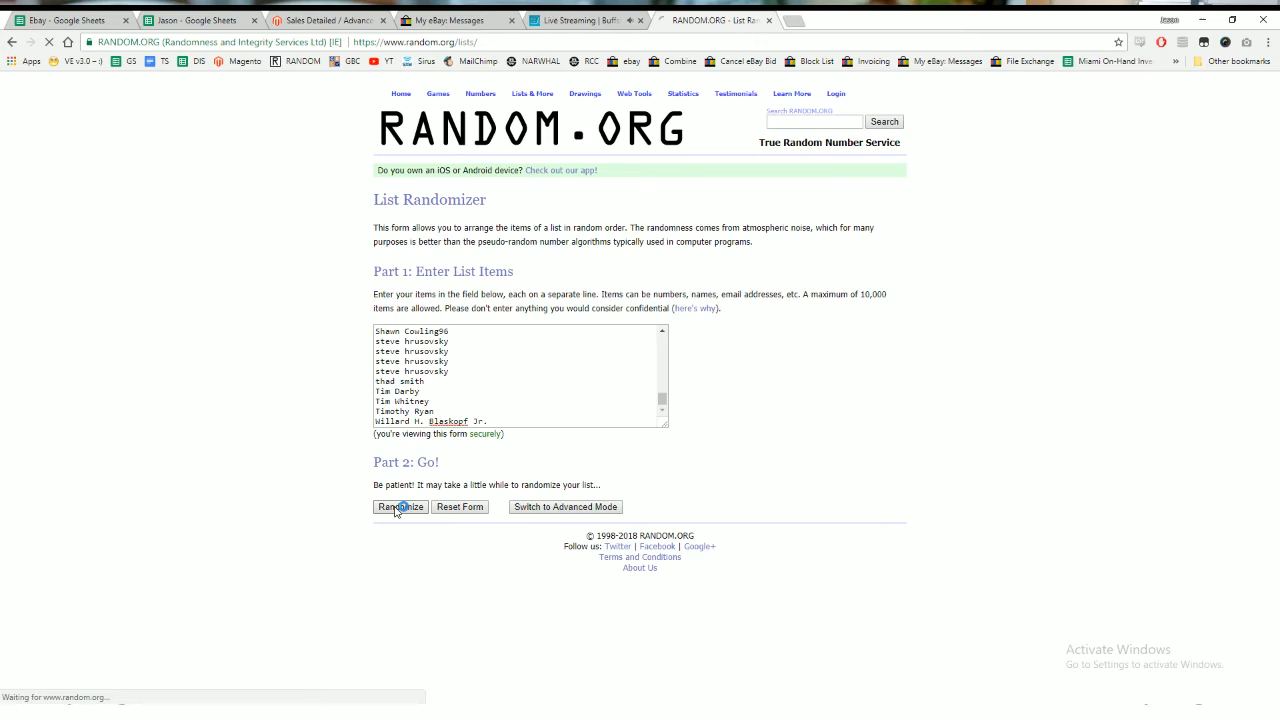 Ebay - Google Sheets
Jason - Google Sheets
Sales Detailed / Advance
My eBay: Messages
Live Streaming | Buffs
RANDOM.ORG - List Ran
RANDOM.ORG (Randomness and Integrity Services Ltd) [IE] | https://www.random.org/lists/
Apps VE v3.0 – :) GS TS DIS Magento RANDOM GBC YT Sirus MailChimp NARWHAL RCC ebay Combine Cancel eBay Bid Block List Invoicing My eBay: Messages File Exchange Miami On-Hand Inve » Other bookmarks
Home Games Numbers Lists & More Drawings Web Tools Statistics Testimonials Learn More Login
RANDOM.ORG
Search RANDOM.ORG
Search
True Random Number Service
Do you own an iOS or Android device? Check out our app!
List Randomizer
This form allows you to arrange the items of a list in random order. The randomness comes from atmospheric noise, which for many
purposes is better than the pseudo-random number algorithms typically used in computer programs.
Part 1: Enter List Items
Enter your items in the field below, each on a separate line. Items can be numbers, names, email addresses, etc. A maximum of 10,000
items are allowed. Please don't enter anything you would consider confidential (here's why).
Shawn Cowling96
steve hrusovsky
steve hrusovsky
steve hrusovsky
steve hrusovsky
thad smith
Tim Darby
Tim Whitney
Timothy Ryan
Willard H. Blaskopf Jr.
(you're viewing this form securely)
Part 2: Go!
Be patient! It may take a little while to randomize your list...
Randomize Reset Form Switch to Advanced Mode
© 1998-2018 RANDOM.ORG
Follow us: Twitter | Facebook | Google+
Terms and Conditions
About Us
Activate Windows
Go to Settings to activate Windows.
Waiting for www.random.org...